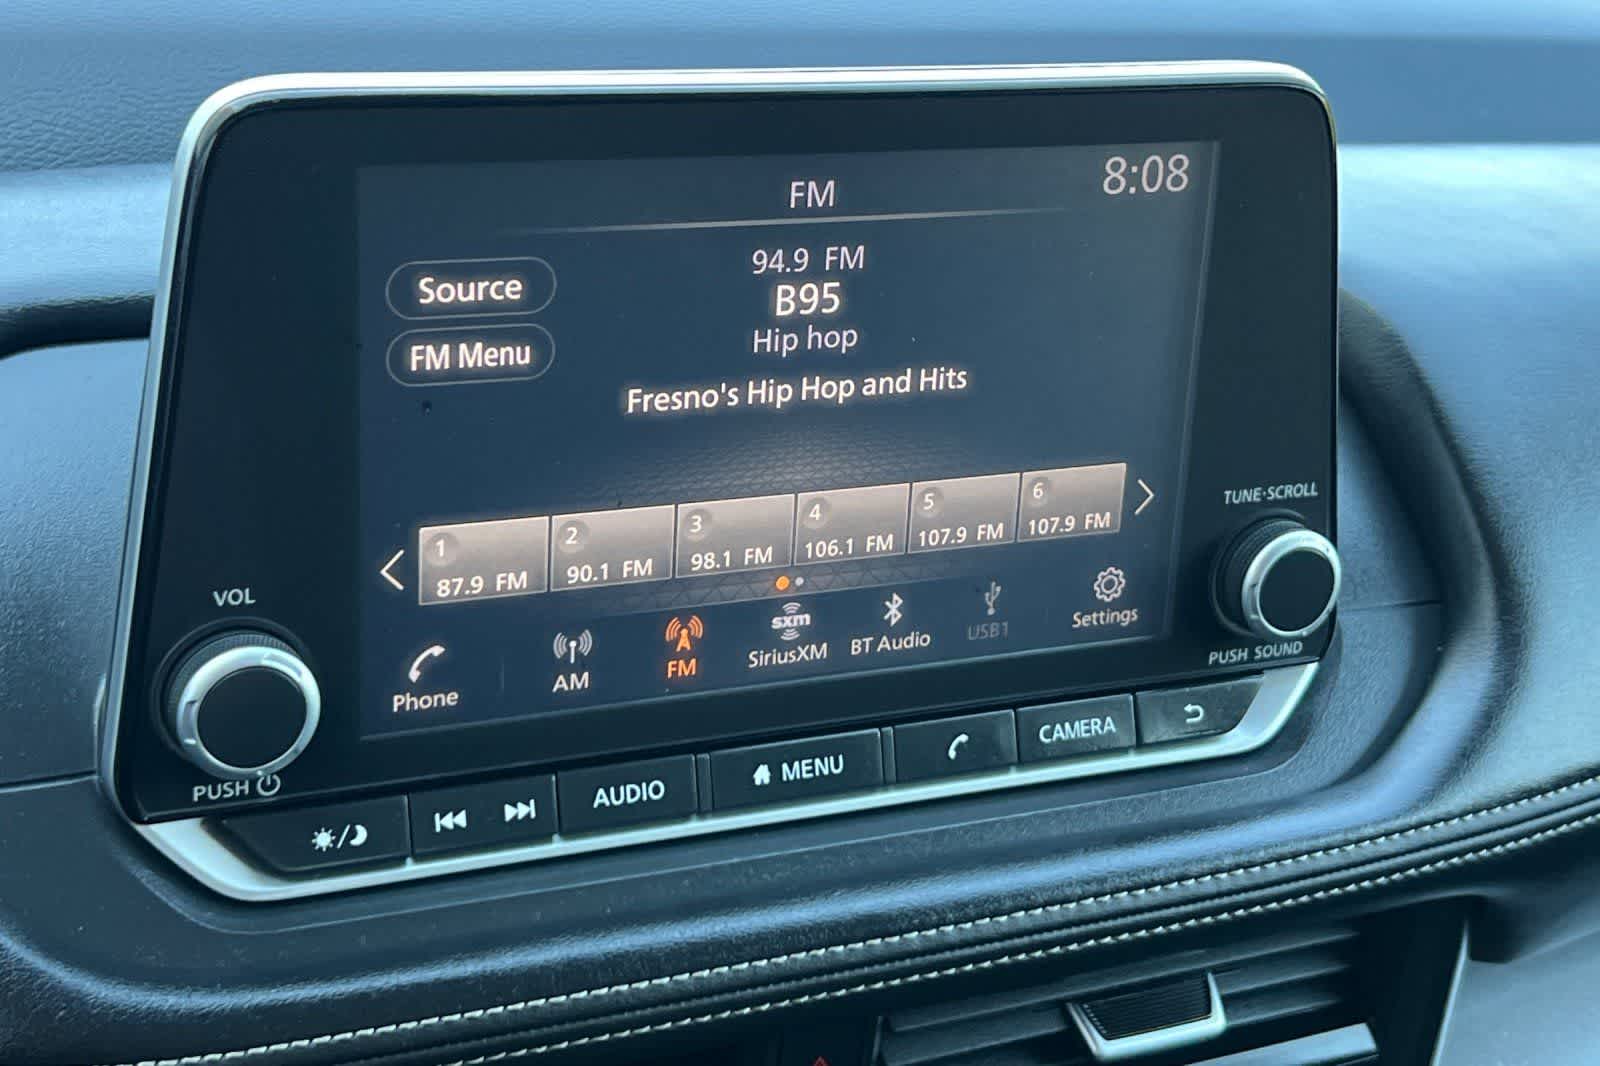 FM
8:08
Source
94.9 FM
B95
FM Menu
Hip hop
Fresno's Hip Hop and Hits
1
87.9 FM
2
90.1 FM
3
98.1 FM
4
106.1 FM
5
107.9 FM
6
107.9 FM
Phone
AM
FM
sxm
SiriusXM
BT Audio
USB1
Settings
VOL
PUSH
TUNE·SCROLL
PUSH SOUND
AUDIO
MENU
CAMERA